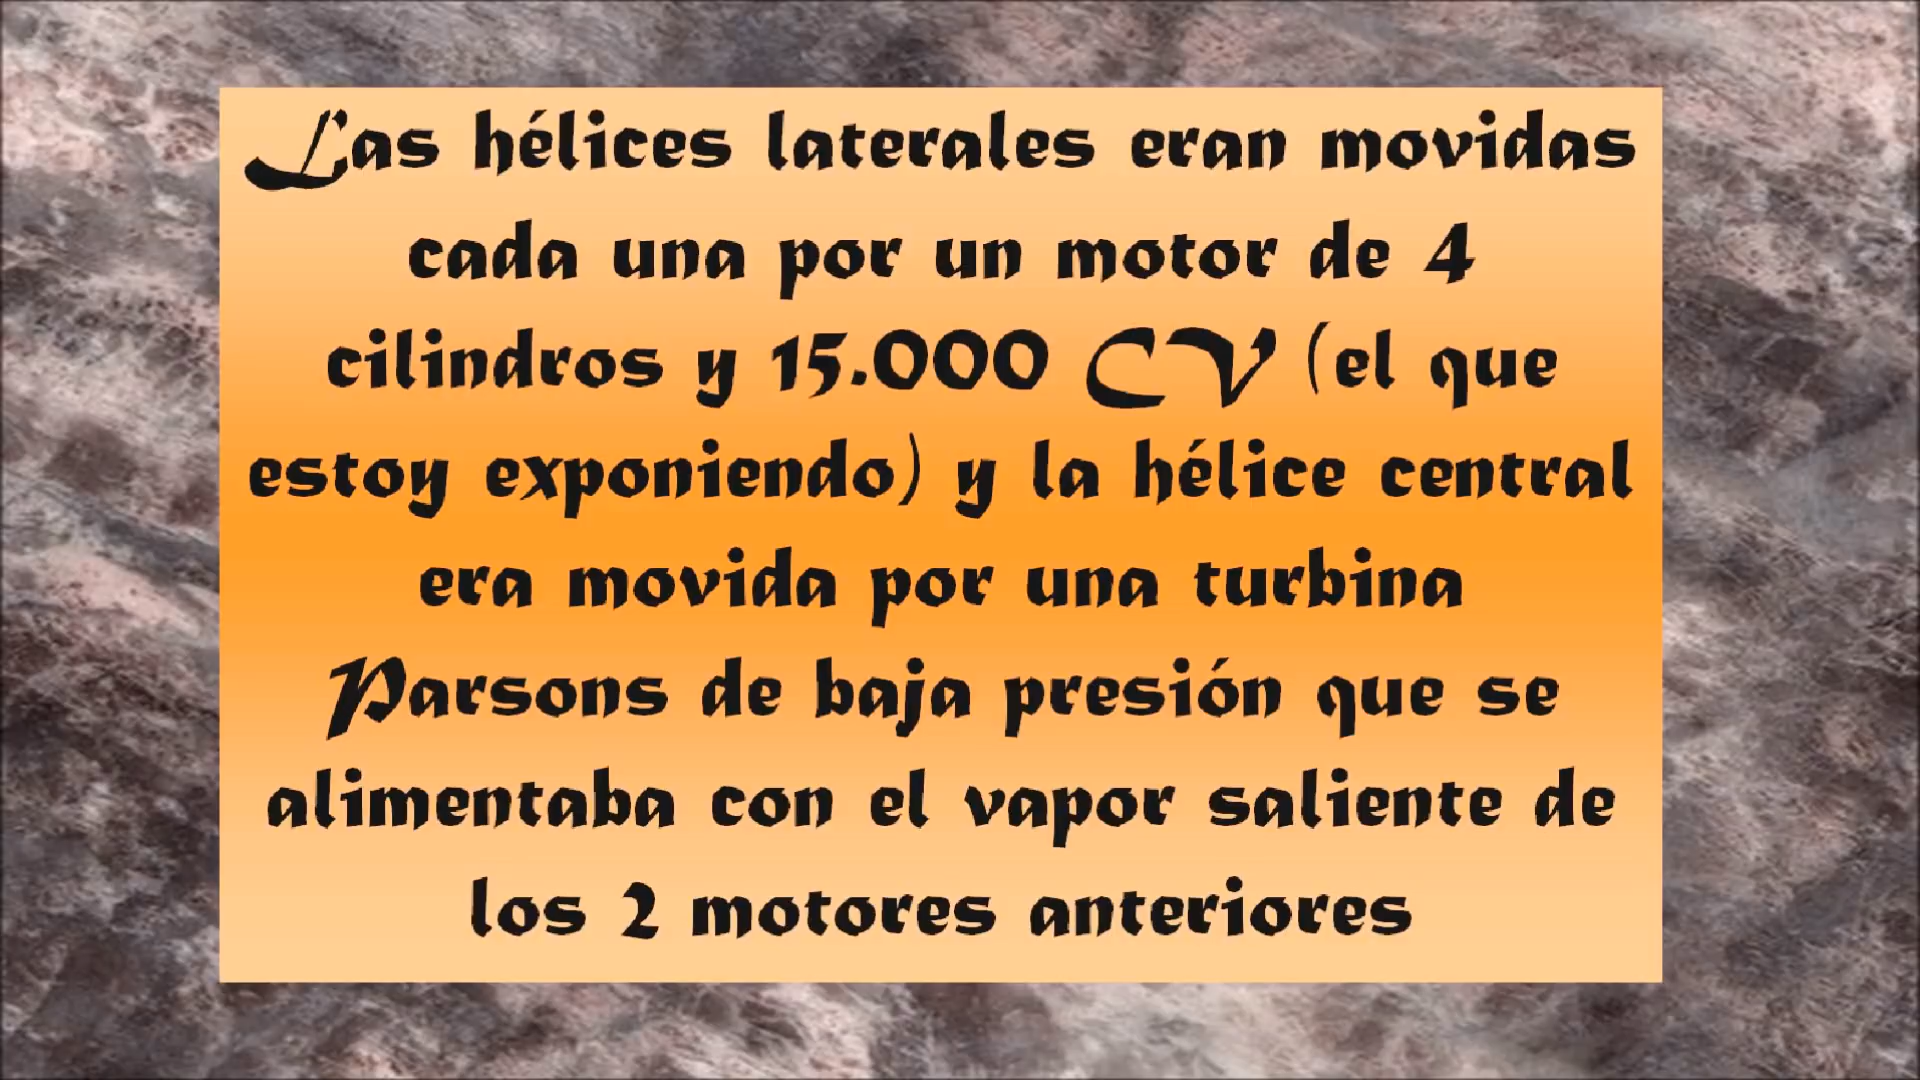 Las hélices laterales eran movidas
cada una por un motor de 4
cilindros y 15.000 CV (el que
estoy exponiendo) y la hélice central
era movida por una turbina
Parsons de baja presión que se
alimentaba con el vapor saliente de
los 2 motores anteriores